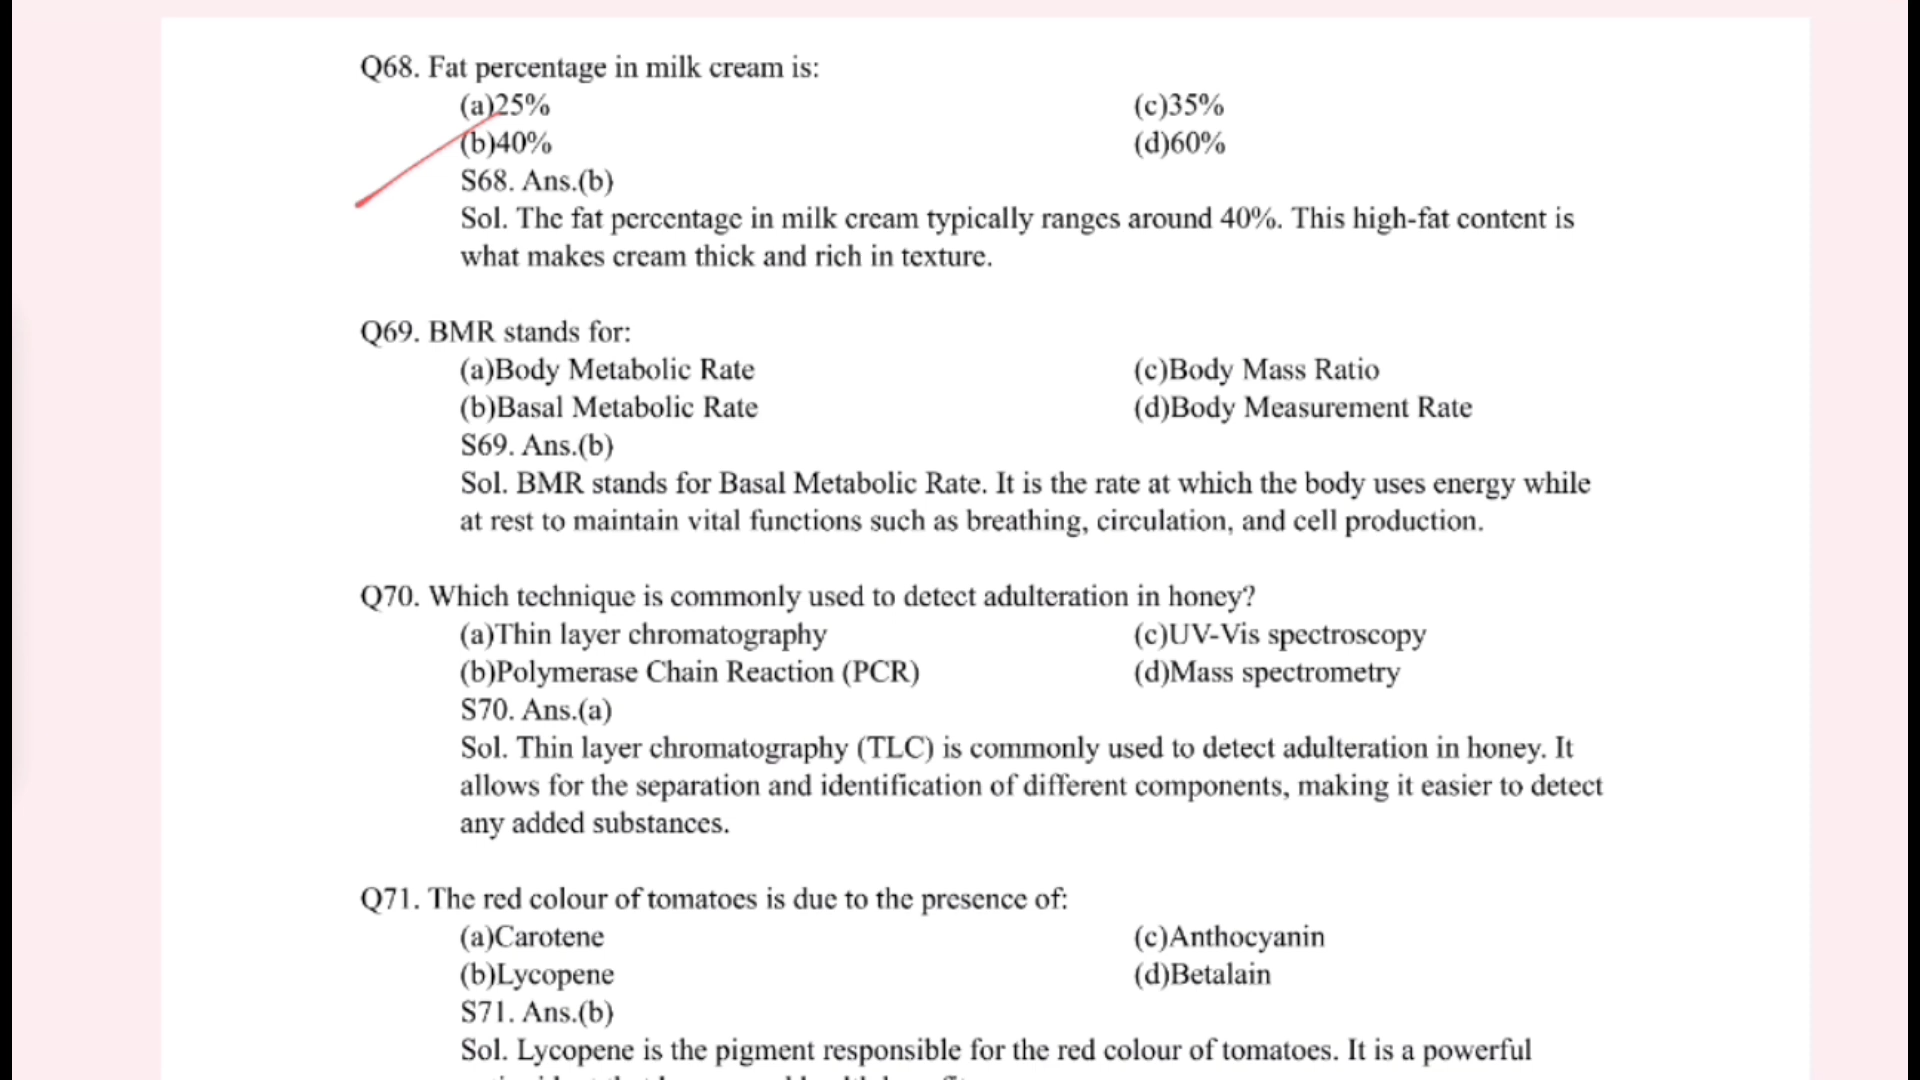 Q68. Fat percentage in milk cream is:
(a)25% (c)35%
(b)40% (d)60%
S68. Ans.(b)
Sol. The fat percentage in milk cream typically ranges around 40%. This high-fat content is
what makes cream thick and rich in texture.
Q69. BMR stands for:
(a)Body Metabolic Rate (c)Body Mass Ratio
(b)Basal Metabolic Rate (d)Body Measurement Rate
S69. Ans.(b)
Sol. BMR stands for Basal Metabolic Rate. It is the rate at which the body uses energy while
at rest to maintain vital functions such as breathing, circulation, and cell production.
Q70. Which technique is commonly used to detect adulteration in honey?
(a)Thin layer chromatography (c)UV-Vis spectroscopy
(b)Polymerase Chain Reaction (PCR) (d)Mass spectrometry
S70. Ans.(a)
Sol. Thin layer chromatography (TLC) is commonly used to detect adulteration in honey. It
allows for the separation and identification of different components, making it easier to detect
any added substances.
Q71. The red colour of tomatoes is due to the presence of:
(a)Carotene (c)Anthocyanin
(b)Lycopene (d)Betalain
S71. Ans.(b)
Sol. Lycopene is the pigment responsible for the red colour of tomatoes. It is a powerful